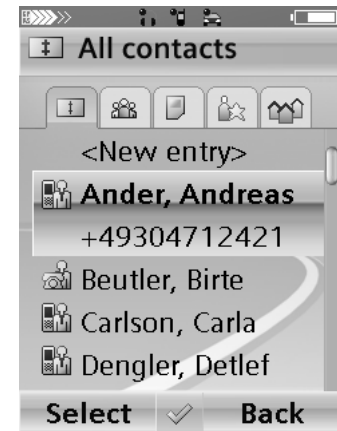 All contacts
<New entry>
Ander, Andreas
+49304712421
Beutler, Birte
Carlson, Carla
Dengler, Detlef
Select Back